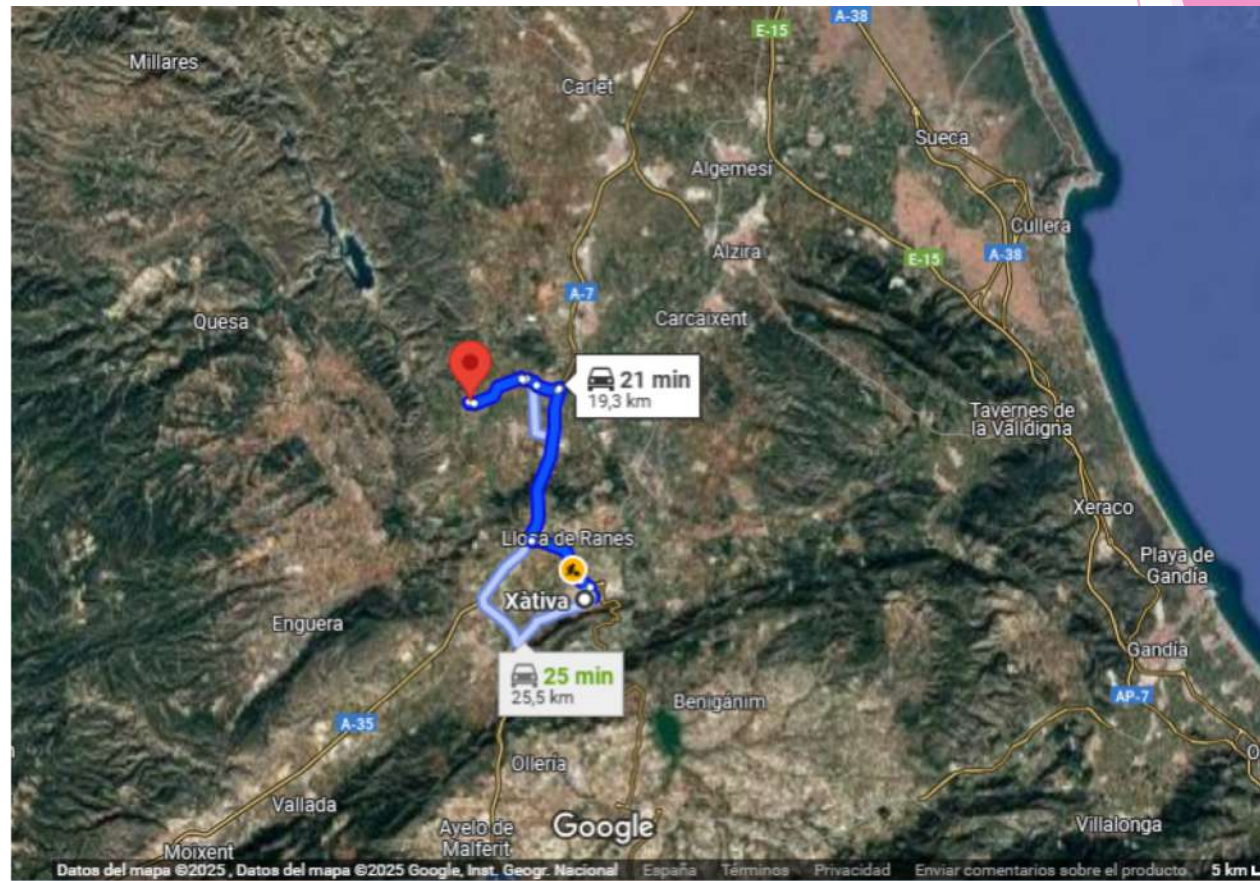 A-38
E-15
Millares
Carlet
Sueca
Algemesí
Cullera
Alzira
E-15
A-38
A-7
Quesa
Carcaixent
21 min
19,3 km
Tavernes de
la Valldigna
Xeraco
Llosa de Ranes
Playa de
Gandia
Xàtiva
Enguera
Gandia
25 min
25,5 km
Benigánim
AP-7
A-35
Olleria
Vallada
Ayelo de
Malferit
Google
Villalonga
Moixent
Datos del mapa ©2025 , Datos del mapa ©2025 Google, Inst. Geogr. Nacional España Términos Privacidad Enviar comentarios sobre el producto 5 km